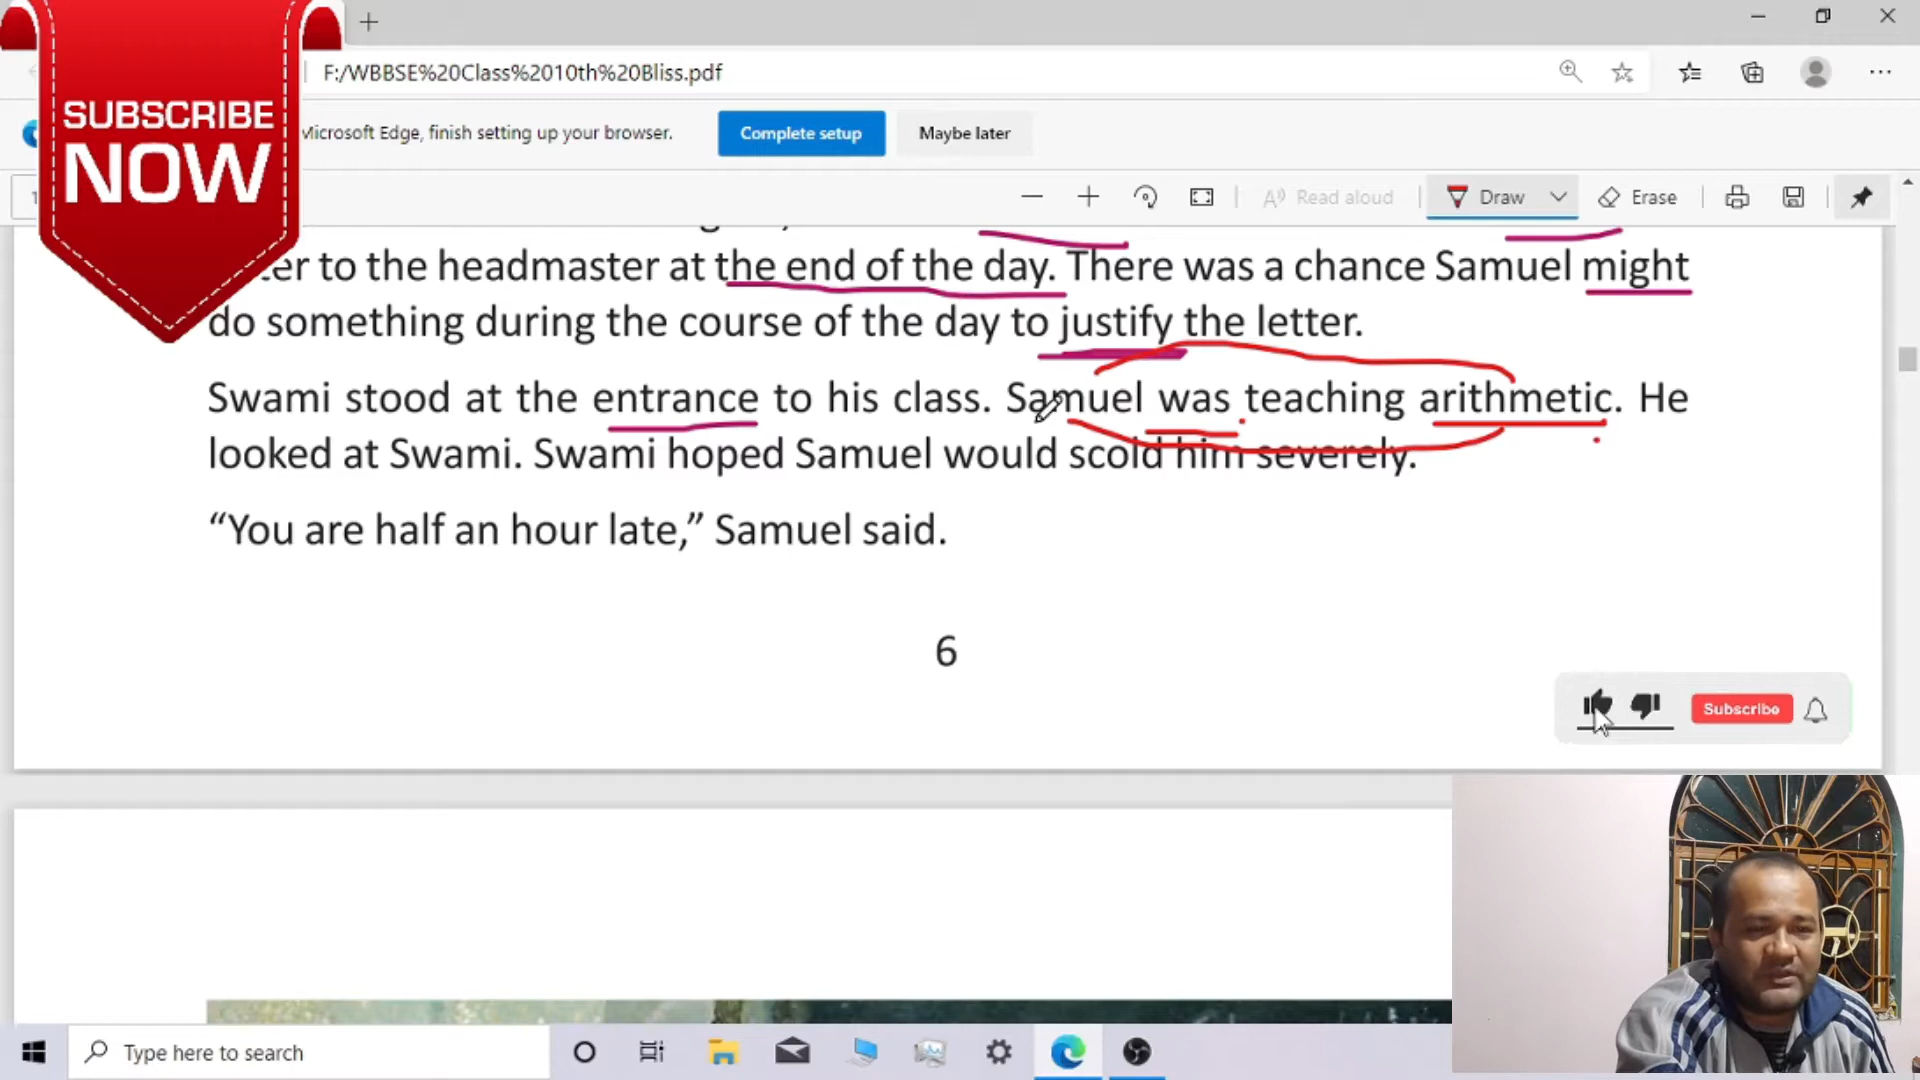 F:/WBBSE%20Class%2010th%20Bliss.pdf
SUBSCRIBE
NOW
Microsoft Edge, finish setting up your browser.
Complete setup
Maybe later
Read aloud
Draw
Erase
to the headmaster at the end of the day. There was a chance Samuel might
do something during the course of the day to justify the letter.
Swami stood at the entrance to his class. Samuel was teaching arithmetic. He
looked at Swami. Swami hoped Samuel would scold him severely.
“You are half an hour late,” Samuel said.
6
Subscribe
Type here to search